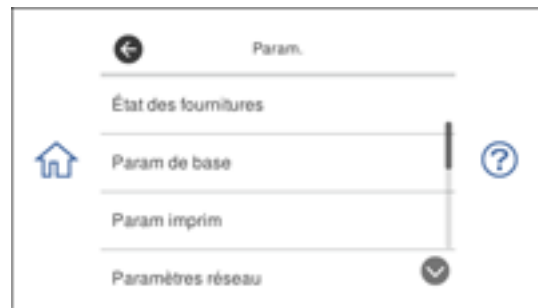 Param.
État des fournitures
Param de base
Param imprim
Paramètres réseau